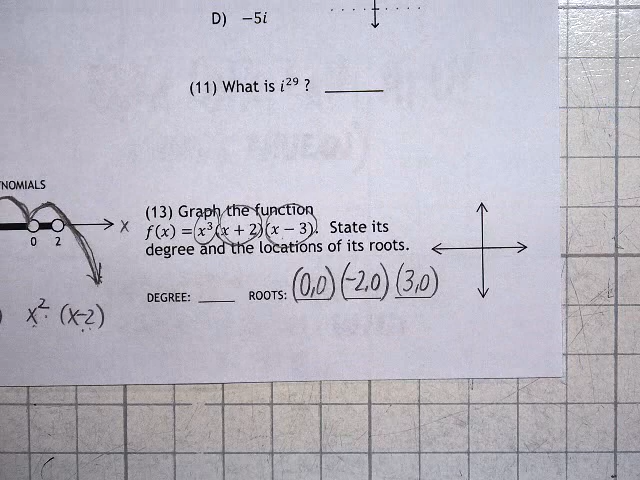 D) −5i
(11) What is i²⁹ ? ______
NOMIALS
X
0 2
x² · (x-2)
(13) Graph the function
f(x) = x³(x + 2)(x − 3). State its
degree and the locations of its roots.
DEGREE: _____ ROOTS: (0,0) (-2,0) (3,0)